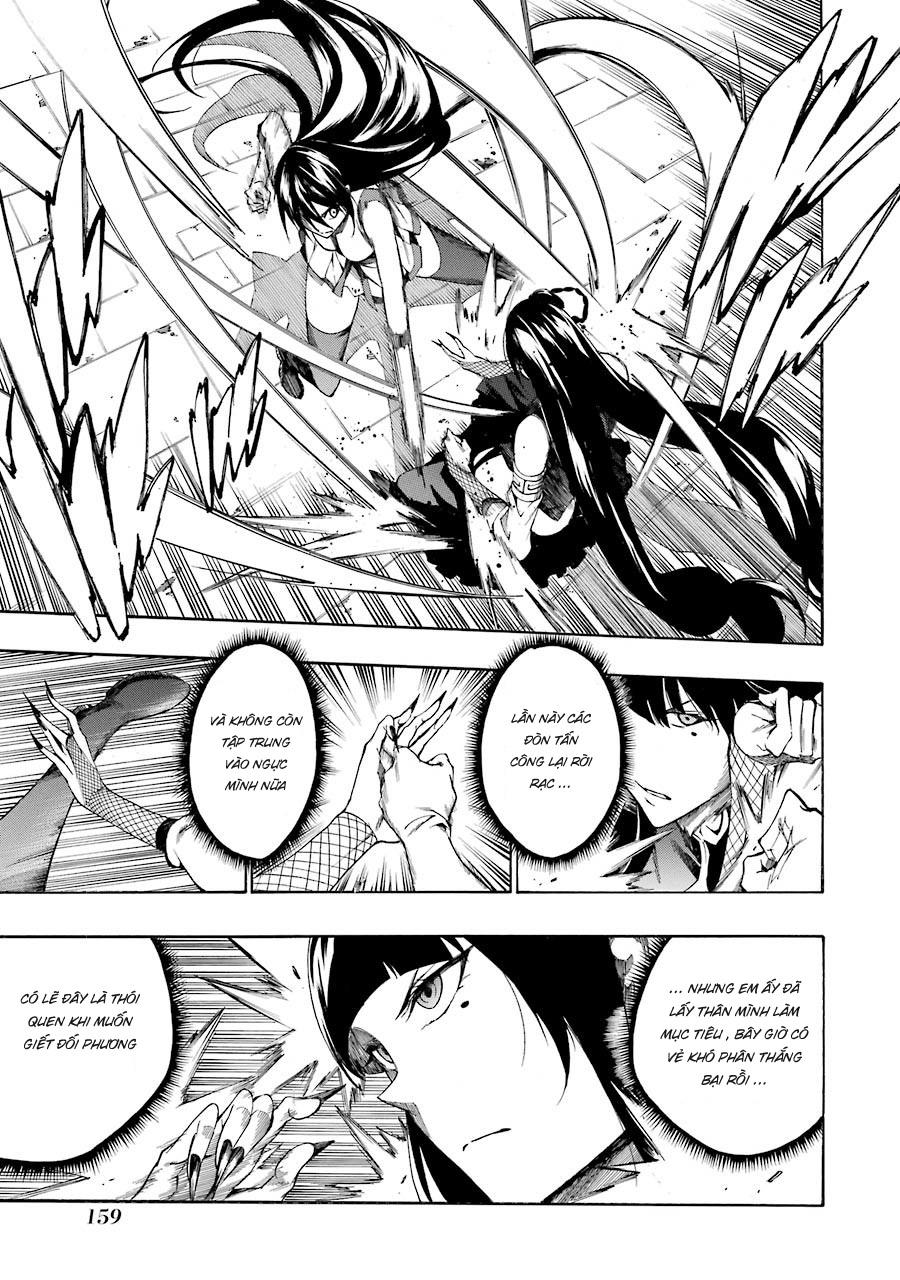 LẦN NÀY CÁC
ĐÒN TẤN
CÔNG LẠI RỜI
RẠC ...
VÀ KHÔNG CÒN
TẬP TRUNG
VÀO NGỰC
MÌNH NỮA
... NHƯNG EM ẤY ĐÃ
LẤY THÂN MÌNH LÀM
MỤC TIÊU , BÂY GIỜ CÓ
VẺ KHÓ PHÂN THẮNG
BẠI RỒI ...
CÓ LẼ ĐÂY LÀ THÓI
QUEN KHI MUỐN
GIẾT ĐỐI PHƯƠNG
159